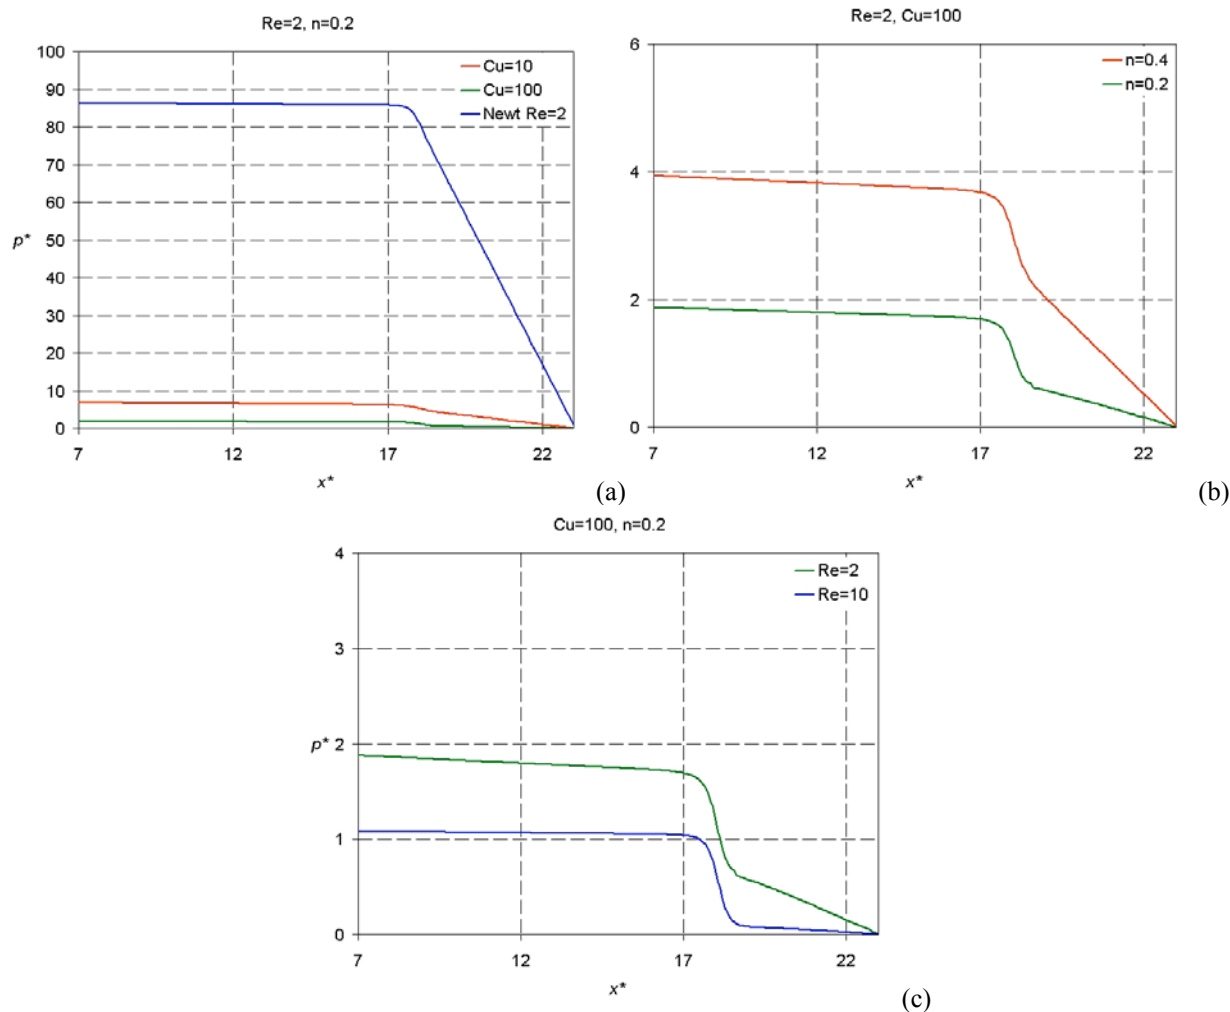 Re=2, n=0.2
100
90
80
70
60
50
40
30
20
10
0
p*
Cu=10
Cu=100
Newt Re=2
7 12 17 22
x*
(a)
Re=2, Cu=100
6
4
2
0
n=0.4
n=0.2
7 12 17 22
x*
(b)
Cu=100, n=0.2
4
3
p* 2
1
0
Re=2
Re=10
7 12 17 22
x*
(c)